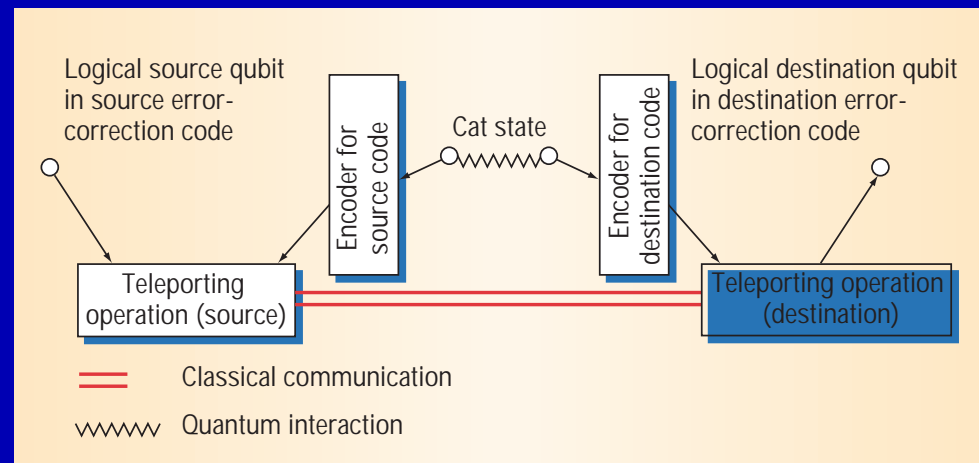 Logical source qubit
in source error-
correction code
Encoder for
source code
Cat state
Encoder for
destination code
Logical destination qubit
in destination error-
correction code
Teleporting
operation (source)
Teleporting operation
(destination)
Classical communication
Quantum interaction